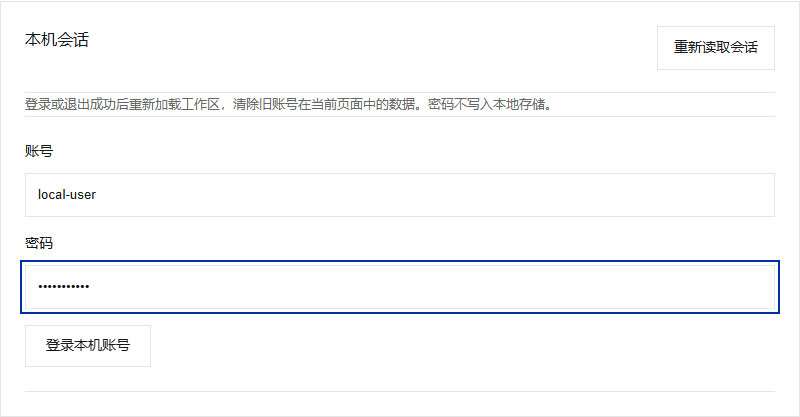 本机会话
重新读取会话
登录或退出成功后重新加载工作区，清除旧账号在当前页面中的数据。密码不写入本地存储。
账号
local-user
密码
•••••••••••
登录本机账号